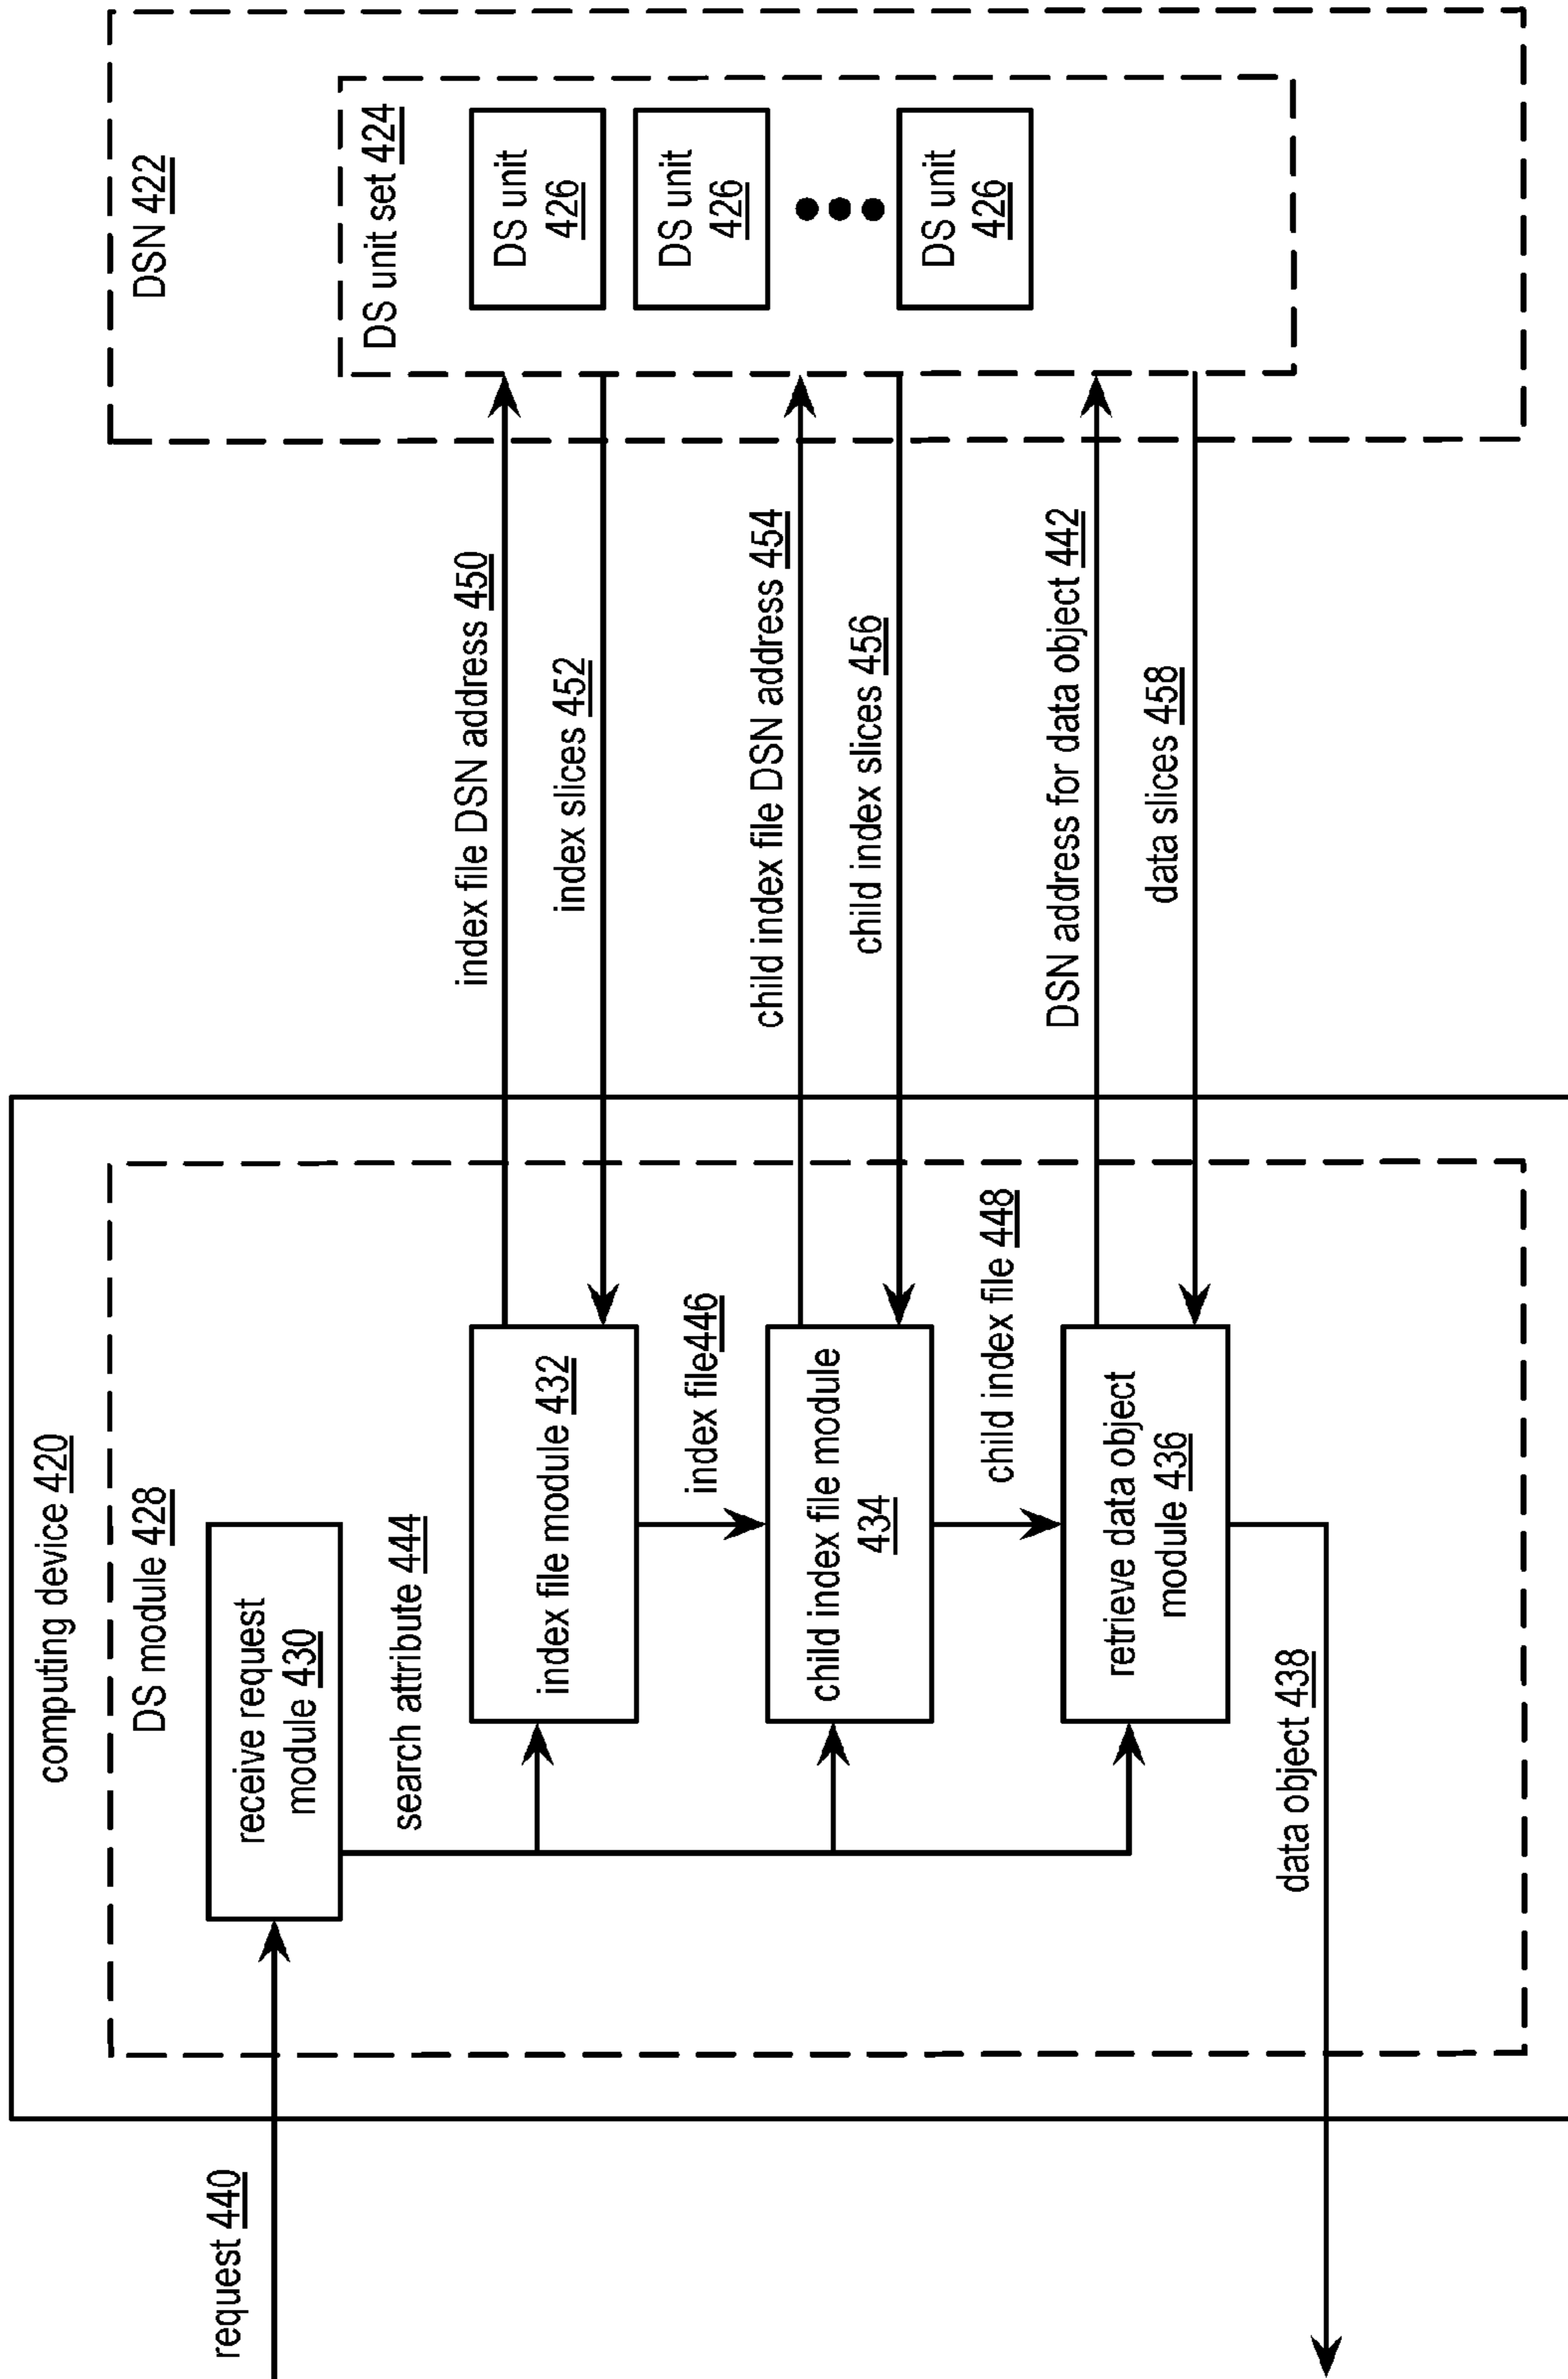 computing device 420
DS module 428
request 440
receive request
module 430
search attribute 444
index file module 432
index file446
child index file module
434
child index file 448
retrieve data object
module 436
data object 438
index file DSN address 450
index slices 452
child index file DSN address 454
child index slices 456
DSN address for data object 442
data slices 458
DSN 422
DS unit set 424
DS unit
426
DS unit
426
DS unit
426